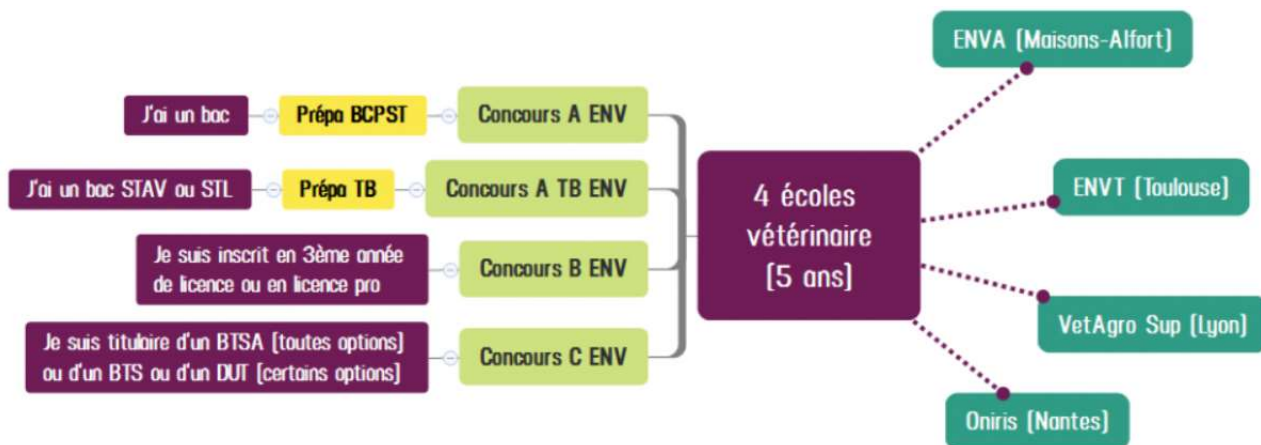 J'ai un bac
Prépa BCPST
Concours A ENV
J'ai un bac STAV ou STL
Prépa TB
Concours A TB ENV
Je suis inscrit en 3ème année
de licence ou en licence pro
Concours B ENV
Je suis titulaire d'un BTSA (toutes options)
ou d'un BTS ou d'un DUT (certains options)
Concours C ENV
4 écoles
vétérinaire
(5 ans)
ENVA (Maisons-Alfort)
ENVT (Toulouse)
VetAgro Sup (Lyon)
Oniris (Nantes)